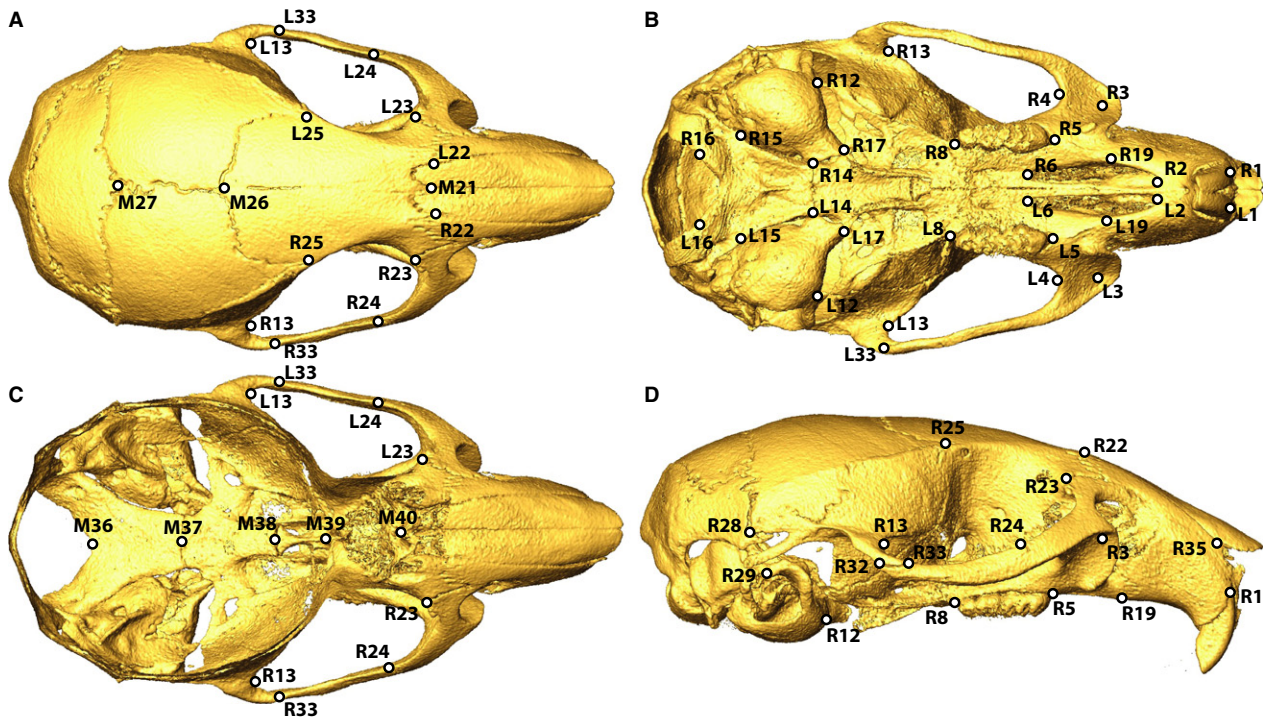 A
L33
L13
L24
L23
L25
L22
M21
M27
M26
R22
R25
R23
R24
R13
R33
B
R13
R12
R4
R3
R16
R15
R17
R8
R5
R19
R14
R6
R2
R1
L14
L6
L2
L1
L16
L15
L17
L8
L5
L19
L4
L3
L12
L13
L33
C
L33
L13
L24
L23
M36
M37
M38
M39
M40
R23
R24
R13
R33
D
R25
R22
R23
R28
R13
R24
R3
R35
R32
R33
R29
R12
R8
R5
R19
R1